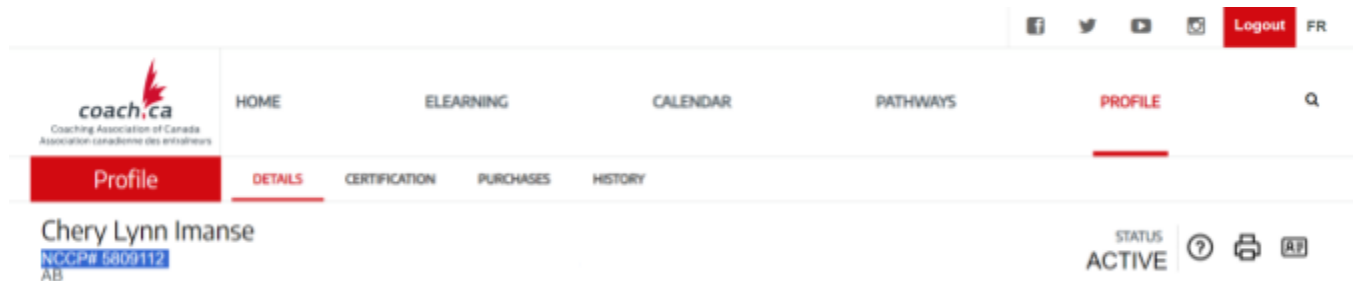 Logout FR
coach.ca
Coaching Association of Canada
Association canadienne des entraîneurs
HOME ELEARNING CALENDAR PATHWAYS PROFILE
Profile DETAILS CERTIFICATION PURCHASES HISTORY
Chery Lynn Imanse
NCCP# 5809112
AB
STATUS
ACTIVE